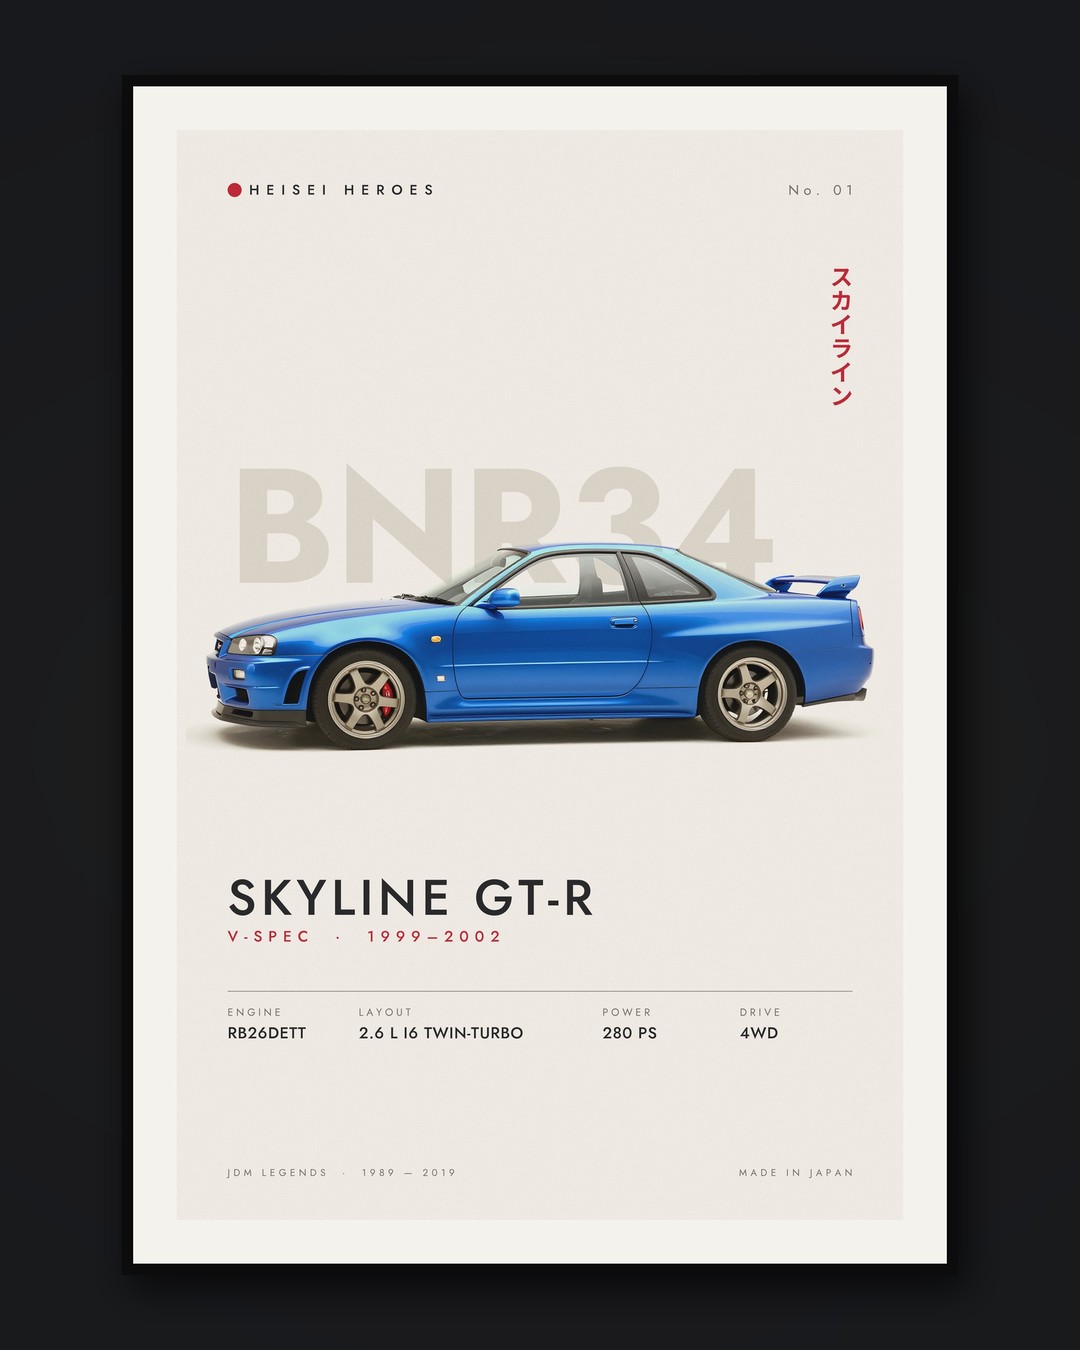 HEISEI HEROES
No. 01
スカイライン
BNR34
SKYLINE GT-R
V-SPEC · 1999–2002
ENGINE LAYOUT POWER DRIVE
RB26DETT 2.6 L I6 TWIN-TURBO 280 PS 4WD
JDM LEGENDS · 1989 — 2019
MADE IN JAPAN